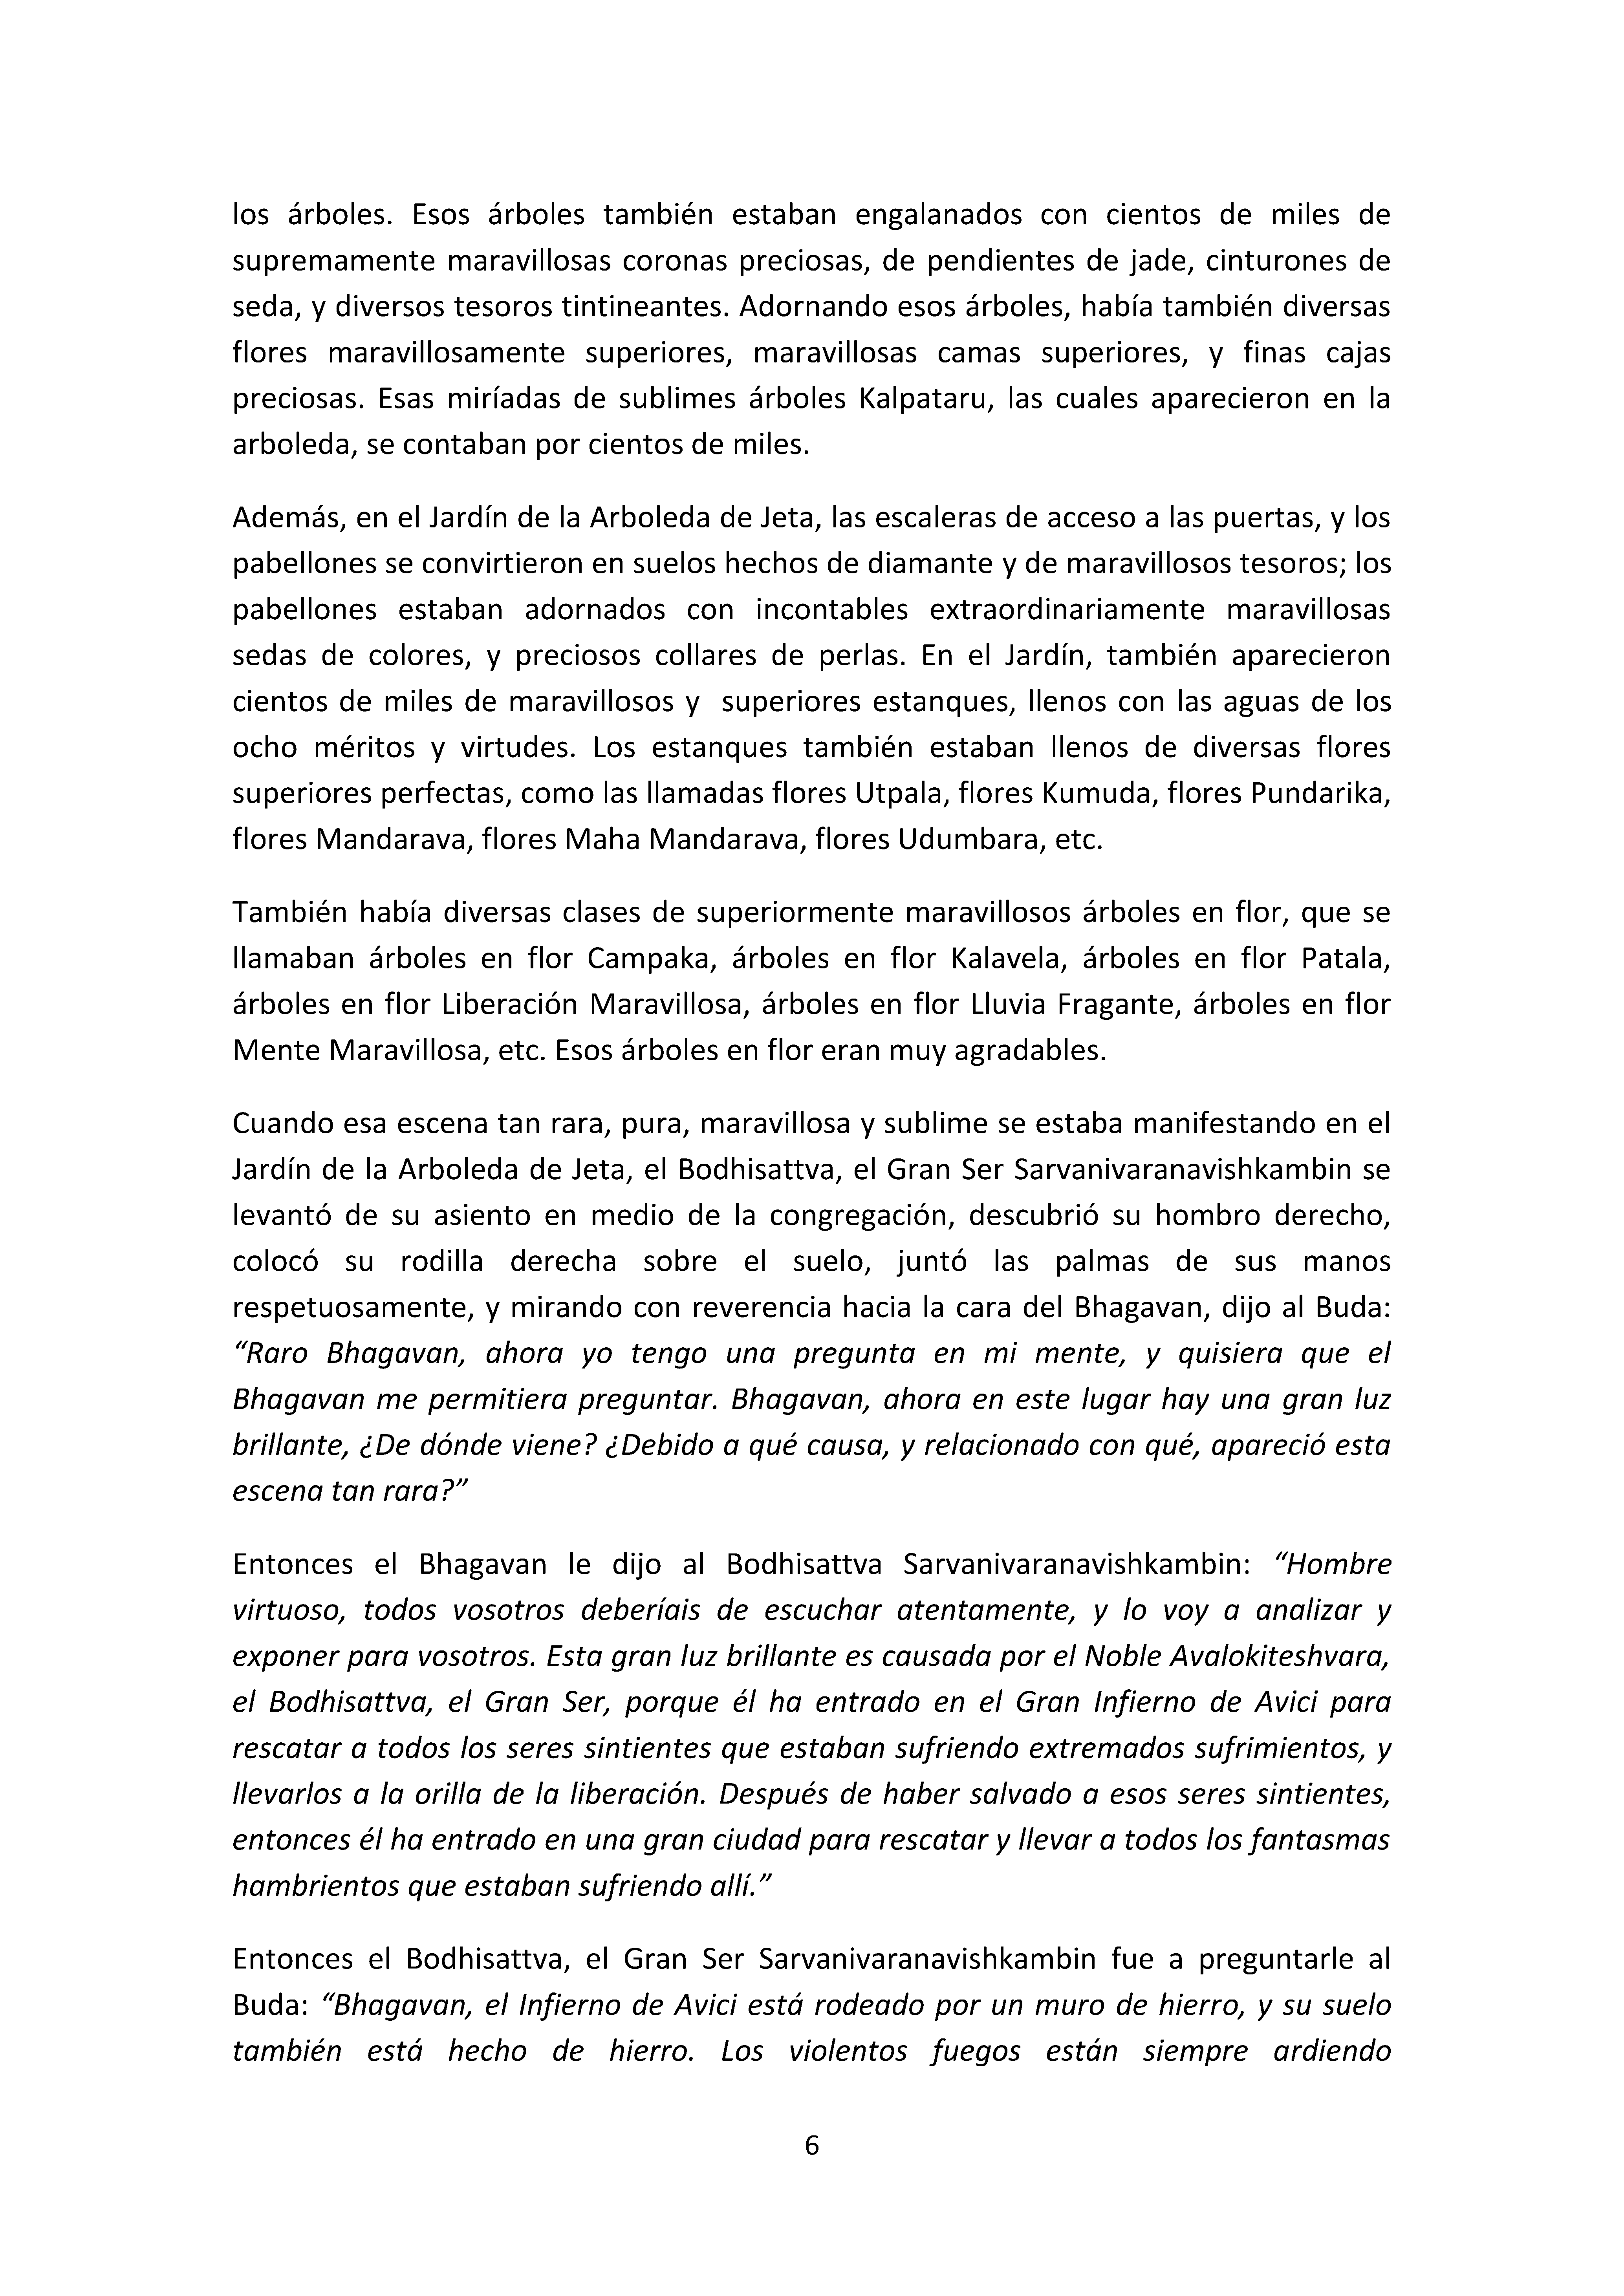 los árboles. Esos árboles también estaban engalanados con cientos de miles de
supremamente maravillosas coronas preciosas, de pendientes de jade, cinturones de
seda, y diversos tesoros tintineantes. Adornando esos árboles, había también diversas
flores maravillosamente superiores, maravillosas camas superiores, y finas cajas
preciosas. Esas miríadas de sublimes árboles Kalpataru, las cuales aparecieron en la
arboleda, se contaban por cientos de miles.
Además, en el Jardín de la Arboleda de Jeta, las escaleras de acceso a las puertas, y los
pabellones se convirtieron en suelos hechos de diamante y de maravillosos tesoros; los
pabellones estaban adornados con incontables extraordinariamente maravillosas
sedas de colores, y preciosos collares de perlas. En el Jardín, también aparecieron
cientos de miles de maravillosos y superiores estanques, llenos con las aguas de los
ocho méritos y virtudes. Los estanques también estaban llenos de diversas flores
superiores perfectas, como las llamadas flores Utpala, flores Kumuda, flores Pundarika,
flores Mandarava, flores Maha Mandarava, flores Udumbara, etc.
También había diversas clases de superiormente maravillosos árboles en flor, que se
llamaban árboles en flor Campaka, árboles en flor Kalavela, árboles en flor Patala,
árboles en flor Liberación Maravillosa, árboles en flor Lluvia Fragante, árboles en flor
Mente Maravillosa, etc. Esos árboles en flor eran muy agradables.
Cuando esa escena tan rara, pura, maravillosa y sublime se estaba manifestando en el
Jardín de la Arboleda de Jeta, el Bodhisattva, el Gran Ser Sarvanivaranavishkambin se
levantó de su asiento en medio de la congregación, descubrió su hombro derecho,
colocó su rodilla derecha sobre el suelo, juntó las palmas de sus manos
respetuosamente, y mirando con reverencia hacia la cara del Bhagavan, dijo al Buda:
“Raro Bhagavan, ahora yo tengo una pregunta en mi mente, y quisiera que el
Bhagavan me permitiera preguntar. Bhagavan, ahora en este lugar hay una gran luz
brillante, ¿De dónde viene? ¿Debido a qué causa, y relacionado con qué, apareció esta
escena tan rara?”
Entonces el Bhagavan le dijo al Bodhisattva Sarvanivaranavishkambin: “Hombre
virtuoso, todos vosotros deberíais de escuchar atentamente, y lo voy a analizar y
exponer para vosotros. Esta gran luz brillante es causada por el Noble Avalokiteshvara,
el Bodhisattva, el Gran Ser, porque él ha entrado en el Gran Infierno de Avici para
rescatar a todos los seres sintientes que estaban sufriendo extremados sufrimientos, y
llevarlos a la orilla de la liberación. Después de haber salvado a esos seres sintientes,
entonces él ha entrado en una gran ciudad para rescatar y llevar a todos los fantasmas
hambrientos que estaban sufriendo allí.”
Entonces el Bodhisattva, el Gran Ser Sarvanivaranavishkambin fue a preguntarle al
Buda: “Bhagavan, el Infierno de Avici está rodeado por un muro de hierro, y su suelo
también está hecho de hierro. Los violentos fuegos están siempre ardiendo
6